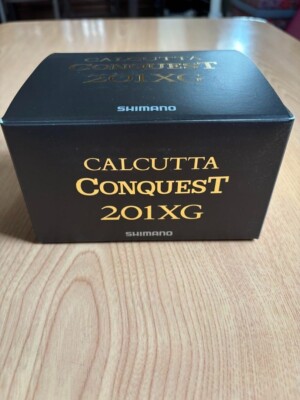 CALCUTTA
CONQUEST
201XG
SHIMANO
CALCUTTA
CONQUEST
201XG
SHIMANO